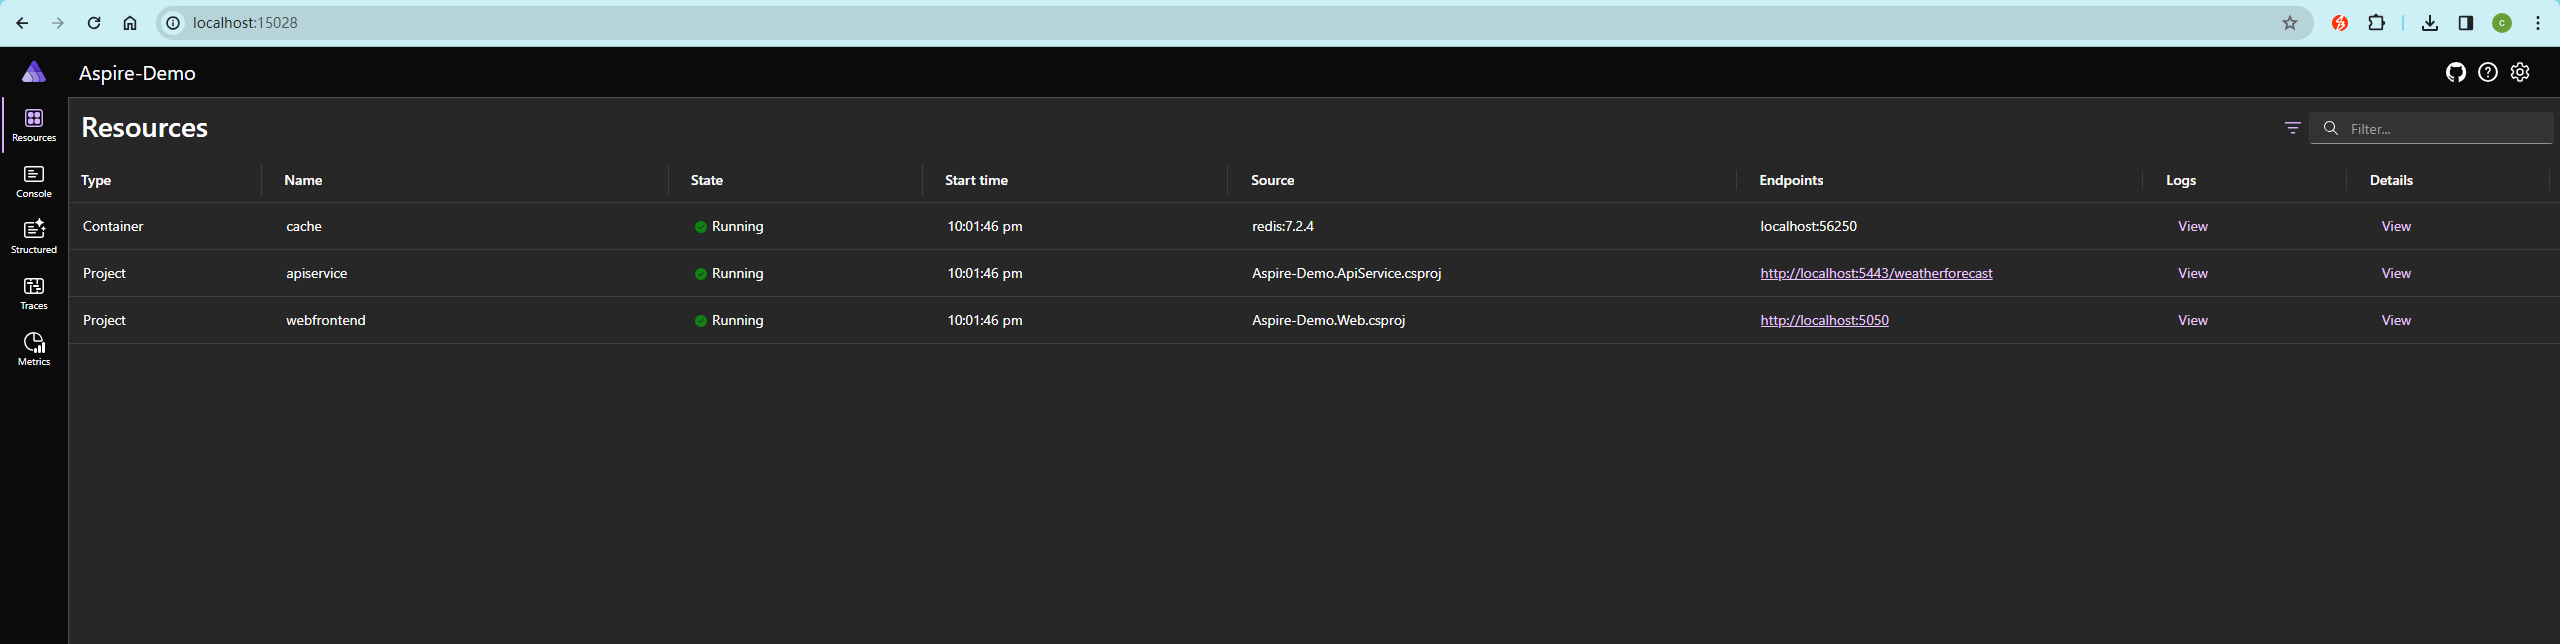 localhost:15028
C
Aspire-Demo
Resources
Console
Structured
Traces
Metrics
Resources
Filter...
Type Name State Start time Source Endpoints Logs Details
Container cache Running 10:01:46 pm redis:7.2.4 localhost:56250 View View
Project apiservice Running 10:01:46 pm Aspire-Demo.ApiService.csproj http://localhost:5443/weatherforecast View View
Project webfrontend Running 10:01:46 pm Aspire-Demo.Web.csproj http://localhost:5050 View View